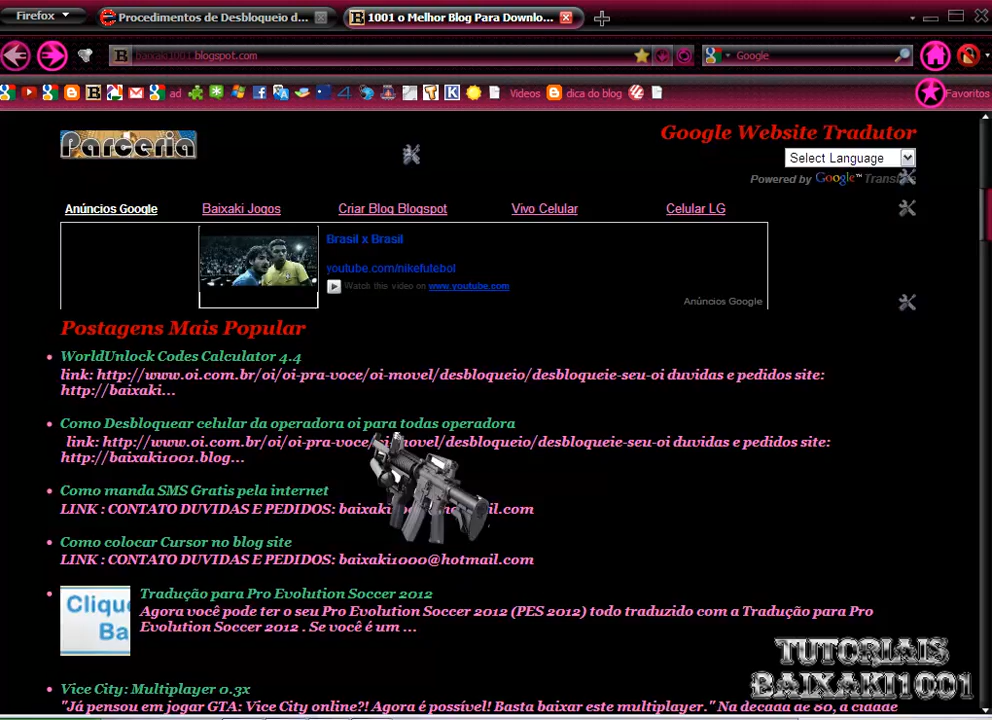 Firefox
Procedimentos de Desbloqueio d...
1001 o Melhor Blog Para Downlo...
baixaki1001.blogspot.com
Google
ad
Videos
dica do blog
Favoritos
Parceria
Google Website Tradutor
Select Language
Powered by Google™ Translate
Anúncios Google
Baixaki Jogos
Criar Blog Blogspot
Vivo Celular
Celular LG
Brasil x Brasil
youtube.com/nikefutebol
Watch this video on www.youtube.com
Anúncios Google
Postagens Mais Popular
WorldUnlock Codes Calculator 4.4
link: http://www.oi.com.br/oi/oi-pra-voce/oi-movel/desbloqueio/desbloqueie-seu-oi duvidas e pedidos site:
http://baixaki...
Como Desbloquear celular da operadora oi para todas operadora
link: http://www.oi.com.br/oi/oi-pra-voce/oi-movel/desbloqueio/desbloqueie-seu-oi duvidas e pedidos site:
http://baixaki1001.blog...
Como manda SMS Gratis pela internet
LINK : CONTATO DUVIDAS E PEDIDOS:
Como colocar Cursor no blog site
LINK : CONTATO DUVIDAS E PEDIDOS: baixaki1000@hotmail.com
Clique
Ba
Tradução para Pro Evolution Soccer 2012
Agora você pode ter o seu Pro Evolution Soccer 2012 (PES 2012) todo traduzido com a Tradução para Pro
Evolution Soccer 2012 . Se você é um ...
Vice City: Multiplayer 0.3x
"Já pensou em jogar GTA: Vice City online?! Agora é possível! Basta baixar este multiplayer." Na década de 80, a cidade
TUTORIAIS
BAIXAKI1001